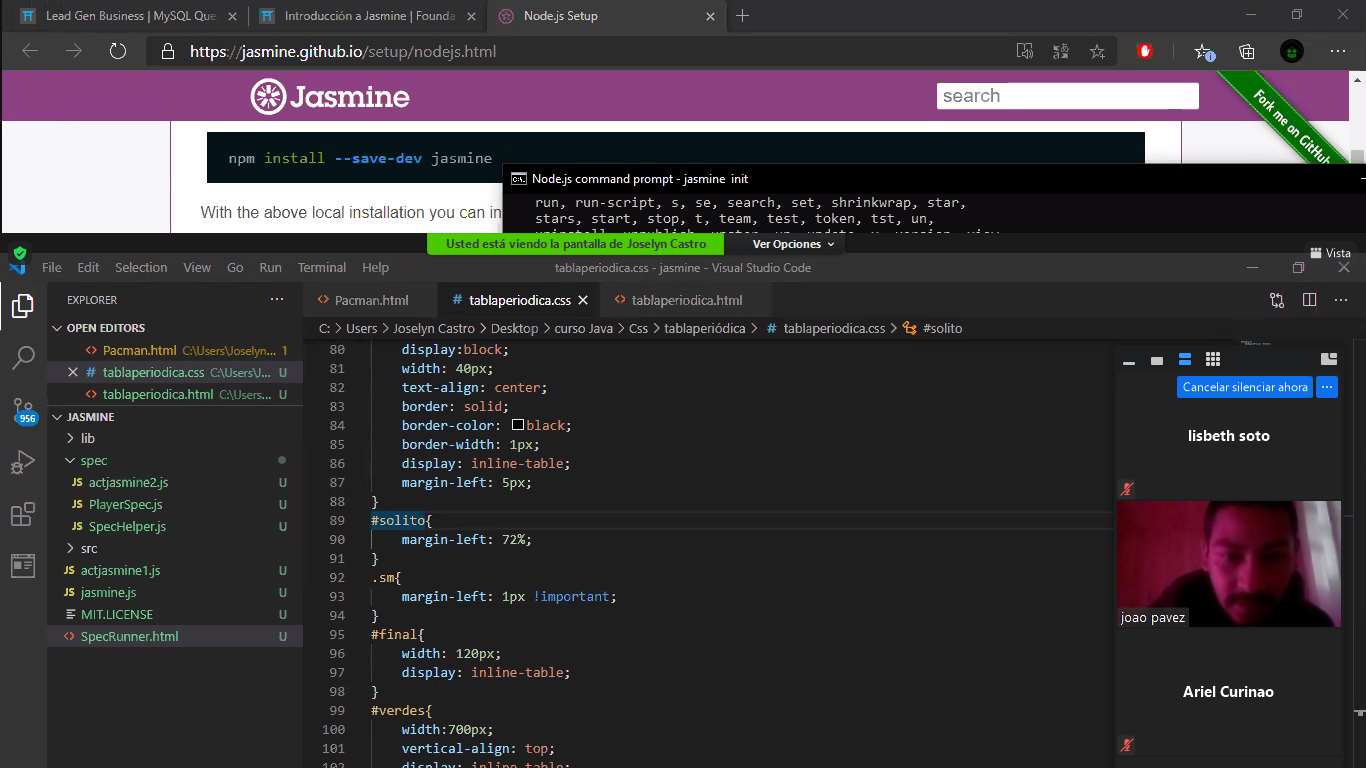 Lead Gen Business | MySQL Que
Introducción a Jasmine | Founda
Node.js Setup
https://jasmine.github.io/setup/nodejs.html
Jasmine
search
Fork me on GitHub
npm install --save-dev jasmine
With the above local installation you can in
Node.js command prompt - jasmine init
run, run-script, s, se, search, set, shrinkwrap, star,
stars, start, stop, t, team, test, token, tst, un,
Usted está viendo la pantalla de Joselyn Castro
Ver Opciones
Vista
File Edit Selection View Go Run Terminal Help
tablaperiodica.css - jasmine - Visual Studio Code
EXPLORER
Pacman.html
# tablaperiodica.css
tablaperiodica.html
OPEN EDITORS
Pacman.html C:\Users\Joselyn... 1
# tablaperiodica.css C:\Users\J... U
tablaperiodica.html C:\Users... U
JASMINE
lib
spec
JS actjasmine2.js U
JS PlayerSpec.js U
JS SpecHelper.js U
src
JS actjasmine1.js U
JS jasmine.js U
MIT.LICENSE U
SpecRunner.html U
956
C: > Users > Joselyn Castro > Desktop > curso Java > Css > tablaperiódica > # tablaperiodica.css > #solito
80 display:block;
81 width: 40px;
82 text-align: center;
83 border: solid;
84 border-color: black;
85 border-width: 1px;
86 display: inline-table;
87 margin-left: 5px;
88 }
89 #solito{
90 margin-left: 72%;
91 }
92 .sm{
93 margin-left: 1px !important;
94 }
95 #final{
96 width: 120px;
97 display: inline-table;
98 }
99 #verdes{
100 width:700px;
101 vertical-align: top;
102 display: inline-table;
Cancelar silenciar ahora
lisbeth soto
joao pavez
Ariel Curinao